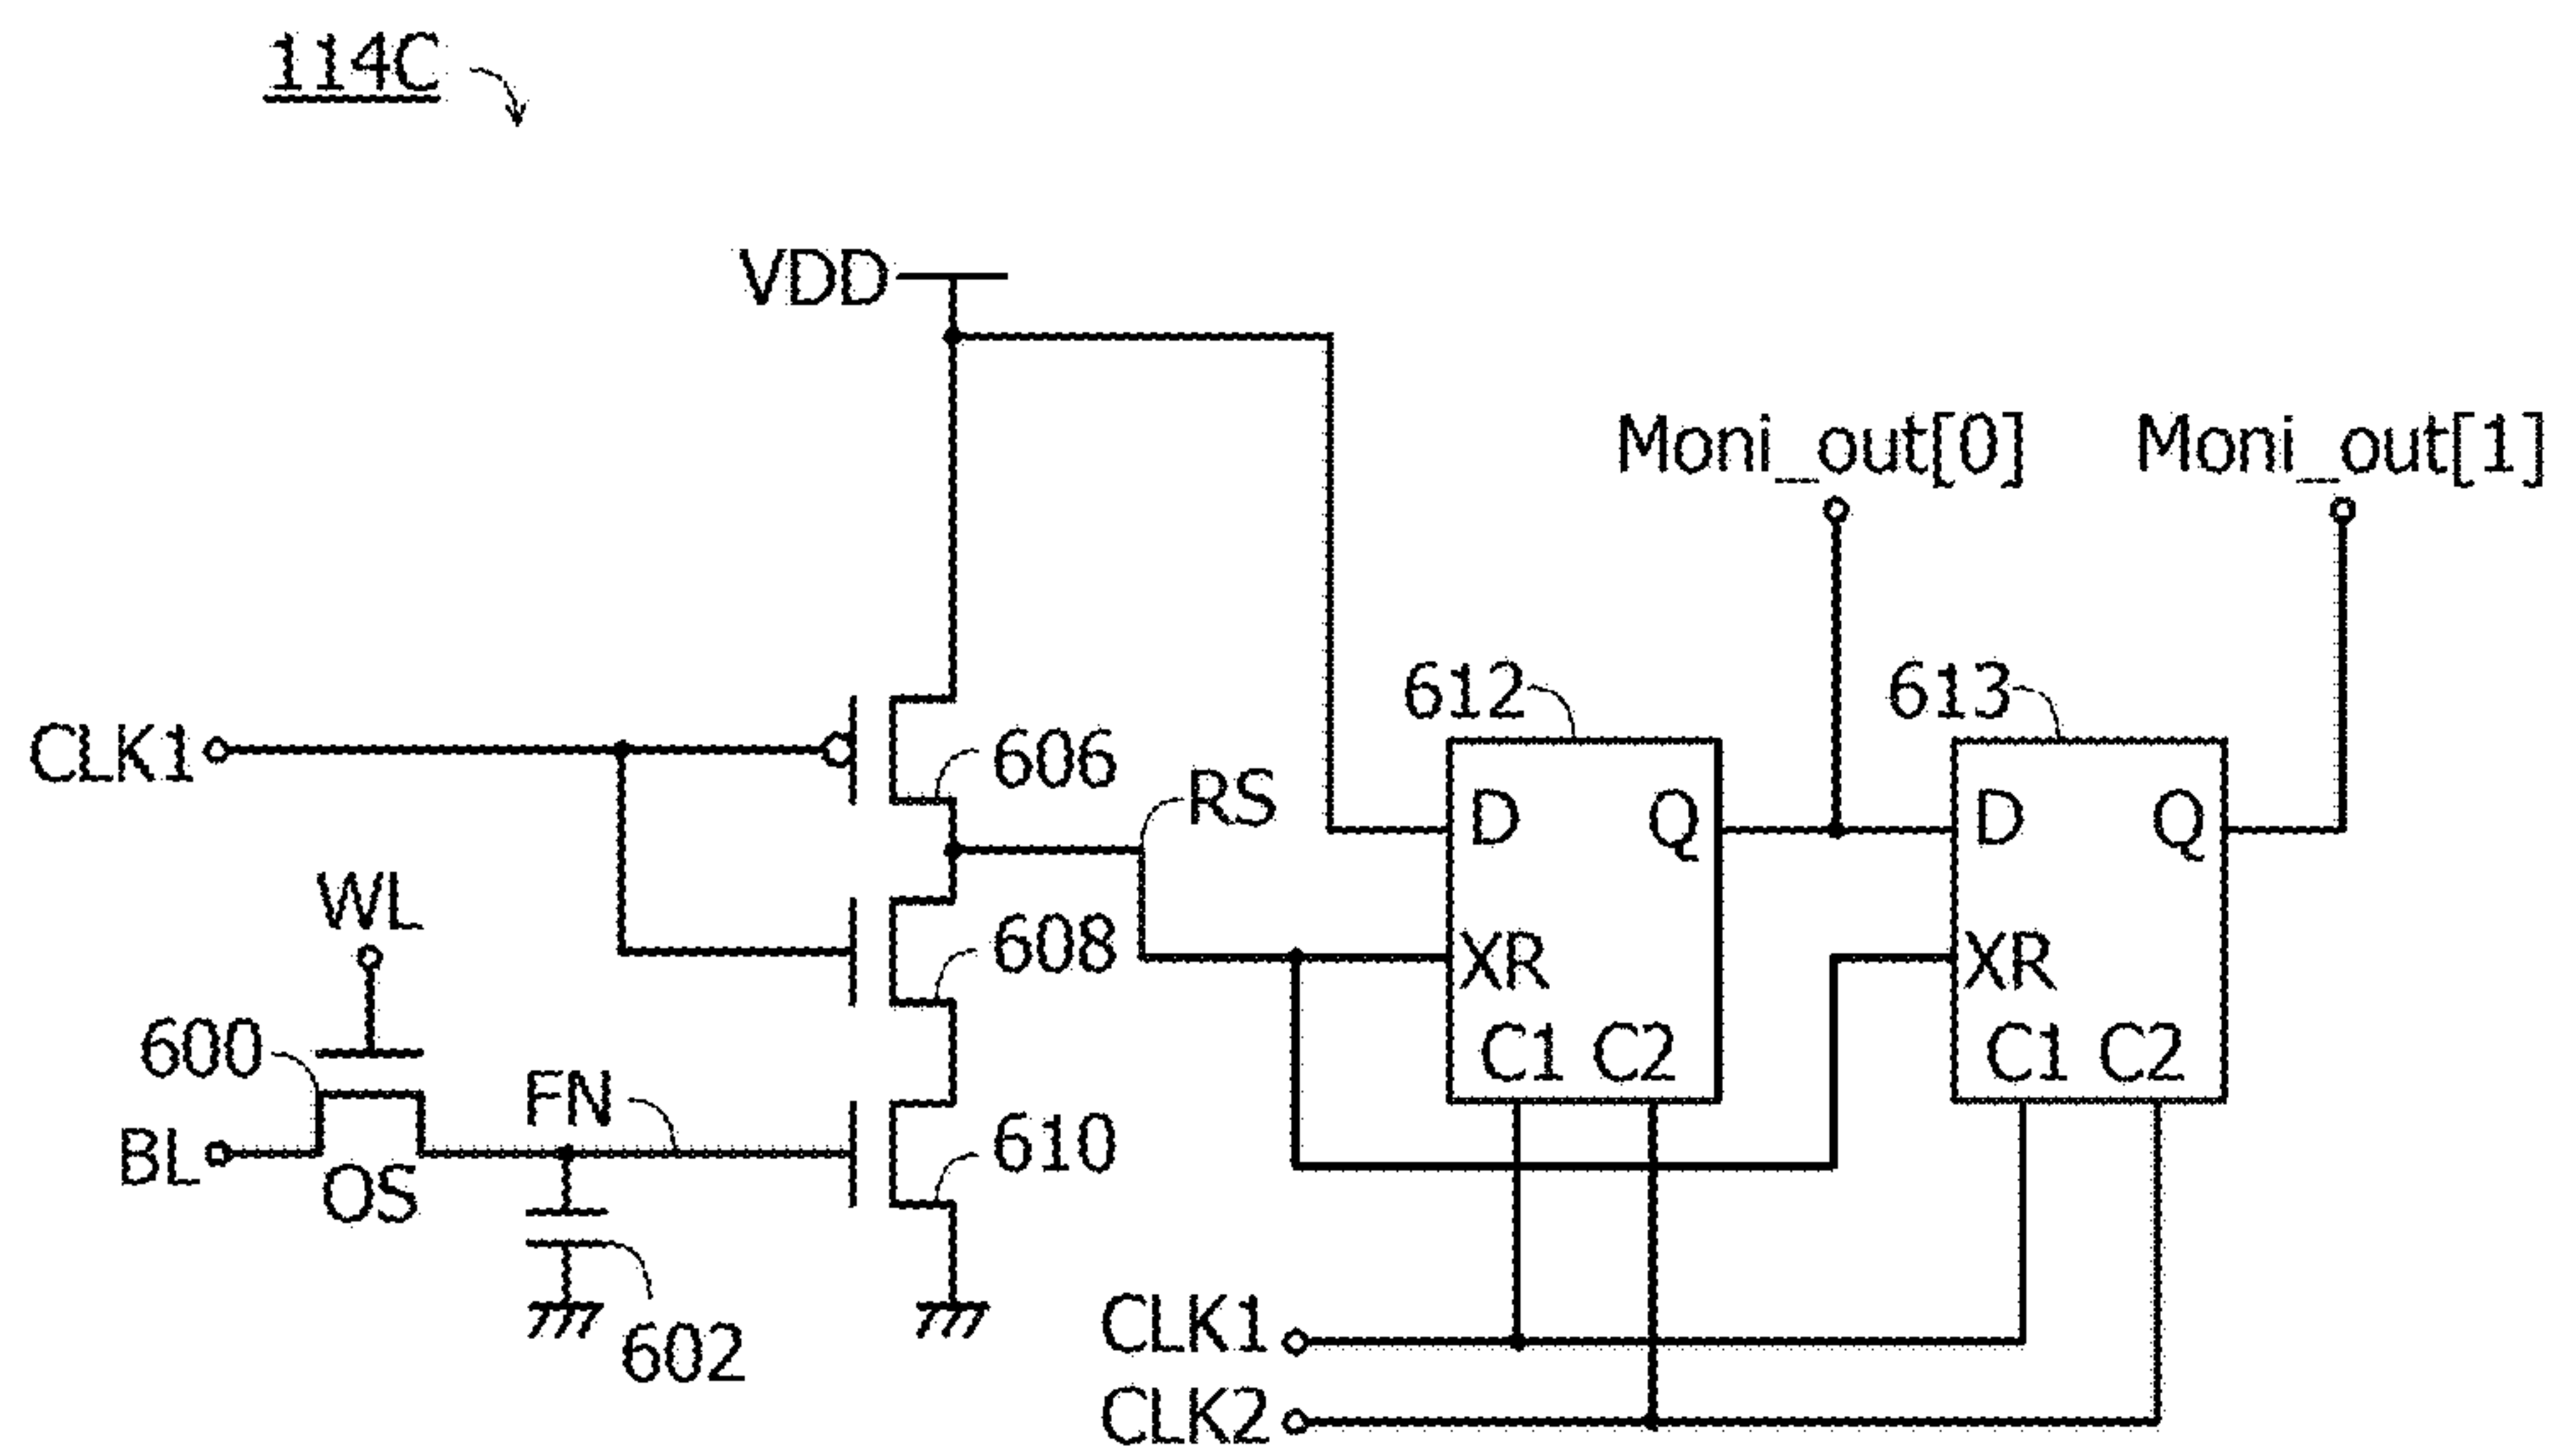 114C
VDD
Moni_out[0]
Moni_out[1]
612
613
CLK1
606
RS
D
Q
D
Q
WL
608
XR
XR
600
C1 C2
C1 C2
FN
BL
610
OS
CLK1
602
CLK2